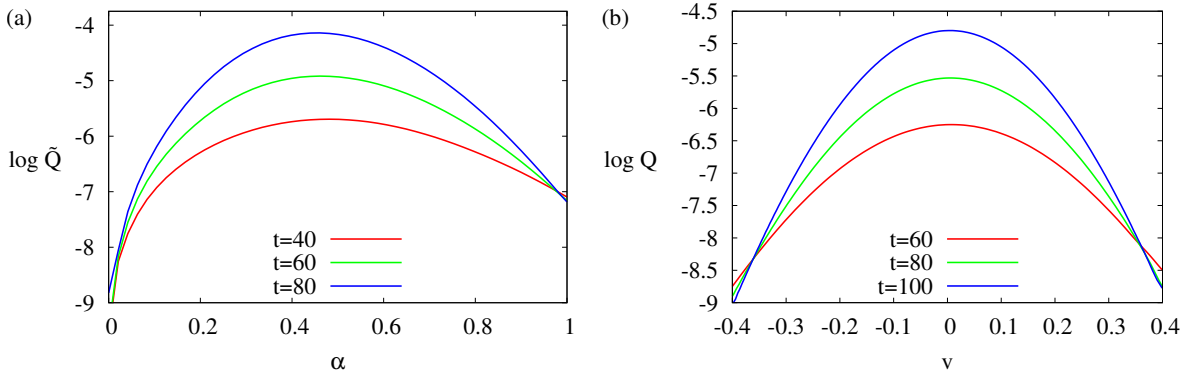 (a)
-4
-5
-6
-7
-8
-9
log Q̃
t=40
t=60
t=80
0 0.2 0.4 0.6 0.8 1
α
(b)
-4.5
-5
-5.5
-6
-6.5
-7
-7.5
-8
-8.5
-9
log Q
t=60
t=80
t=100
-0.4 -0.3 -0.2 -0.1 0 0.1 0.2 0.3 0.4
v